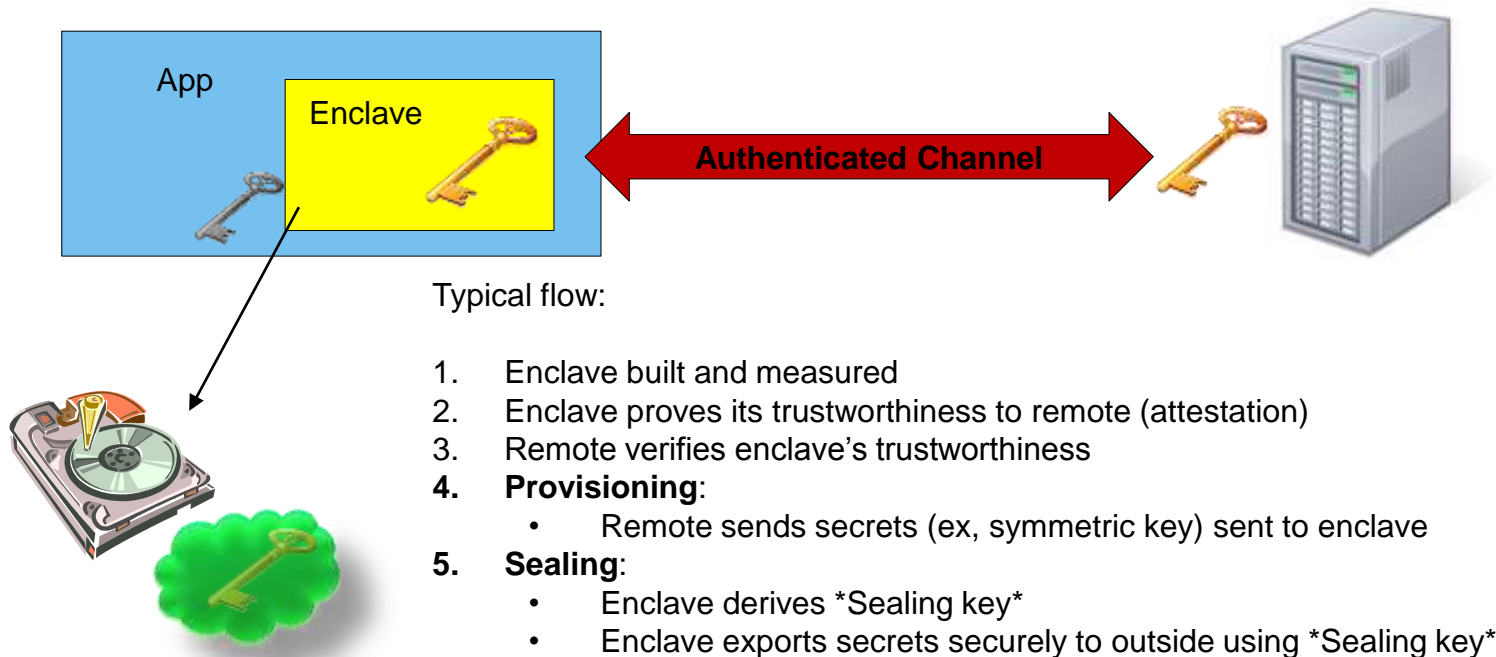 App
Enclave
Authenticated Channel
Typical flow:
1. Enclave built and measured
2. Enclave proves its trustworthiness to remote (attestation)
3. Remote verifies enclave's trustworthiness
4. Provisioning:
• Remote sends secrets (ex, symmetric key) sent to enclave
5. Sealing:
• Enclave derives *Sealing key*
• Enclave exports secrets securely to outside using *Sealing key*